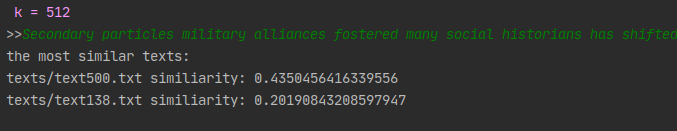 k = 512
>>Secondary particles military alliances fostered many social historians has shifted
the most similar texts:
texts/text500.txt similiarity: 0.4350456416339556
texts/text138.txt similiarity: 0.20190843208597947